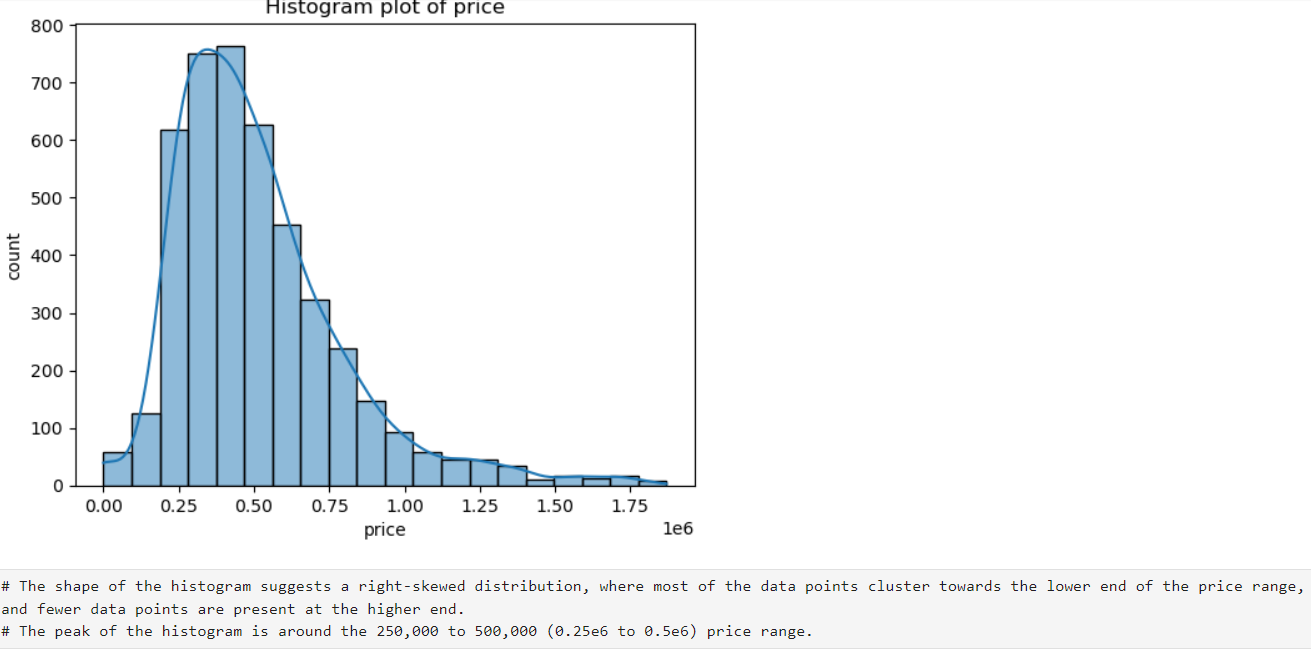 Histogram plot of price
800
700
600
500
400
300
200
100
0
count
0.00 0.25 0.50 0.75 1.00 1.25 1.50 1.75
price
1e6
# The shape of the histogram suggests a right-skewed distribution, where most of the data points cluster towards the lower end of the price range,
and fewer data points are present at the higher end.
# The peak of the histogram is around the 250,000 to 500,000 (0.25e6 to 0.5e6) price range.